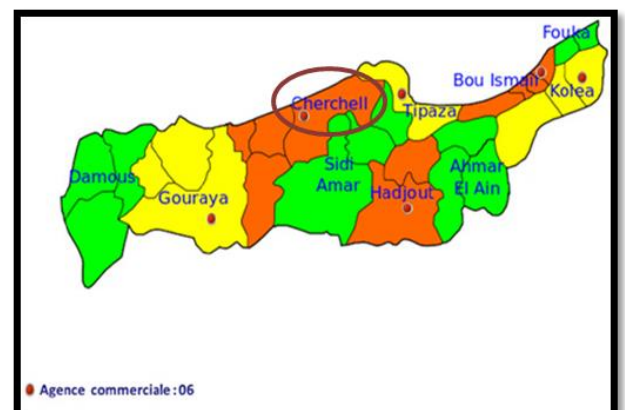 Fouka
Bou Ismail
Kolea
Cherchell
Tipaza
Sidi
Amar
Ahmar
El Ain
Damous
Hadjout
Gouraya
Agence commerciale : 06